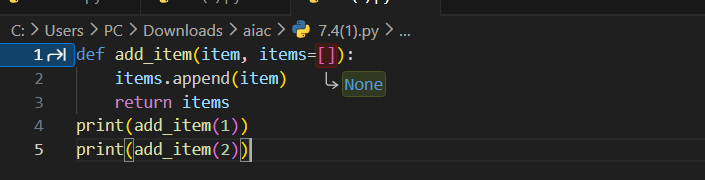 C: > Users > PC > Downloads > aiac > 7.4(1).py > ...
1 def add_item(item, items=[]):
2 items.append(item) None
3 return items
4 print(add_item(1))
5 print(add_item(2))